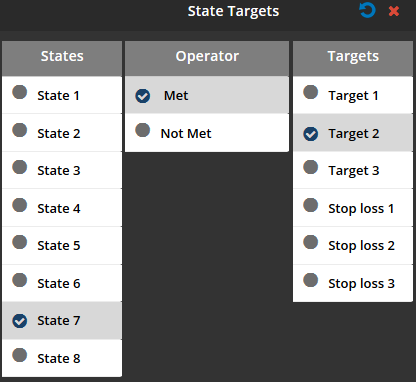 State Targets
States
State 1
State 2
State 3
State 4
State 5
State 6
State 7
State 8
Operator
Met
Not Met
Targets
Target 1
Target 2
Target 3
Stop loss 1
Stop loss 2
Stop loss 3